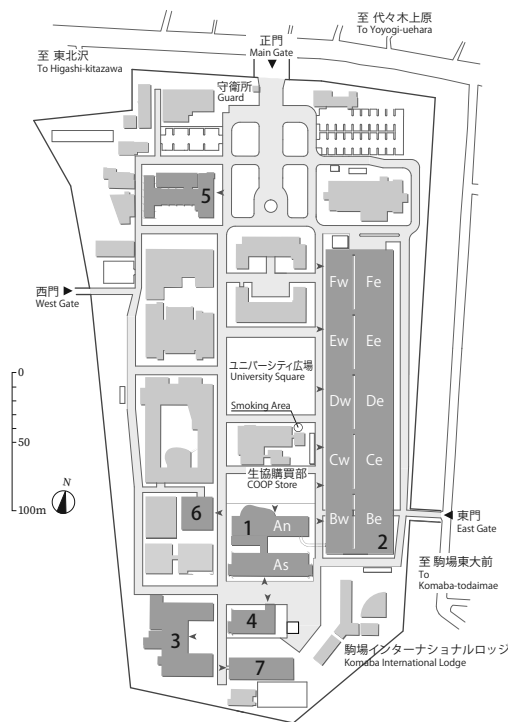 至 代々木上原
To Yoyogi-uehara
正門
Main Gate
至 東北沢
To Higashi-kitazawa
守衛所
Guard
5
西門
West Gate
Fw Fe
Ew Ee
ユニバーシティ広場
University Square
Dw De
Smoking Area
0
50
100m
N
Cw Ce
生協購買部
COOP Store
6
1 An
Bw Be
2
東門
East Gate
As
至 駒場東大前
To
Komaba-todaimae
4
3
7
駒場インターナショナルロッジ
Komaba International Lodge